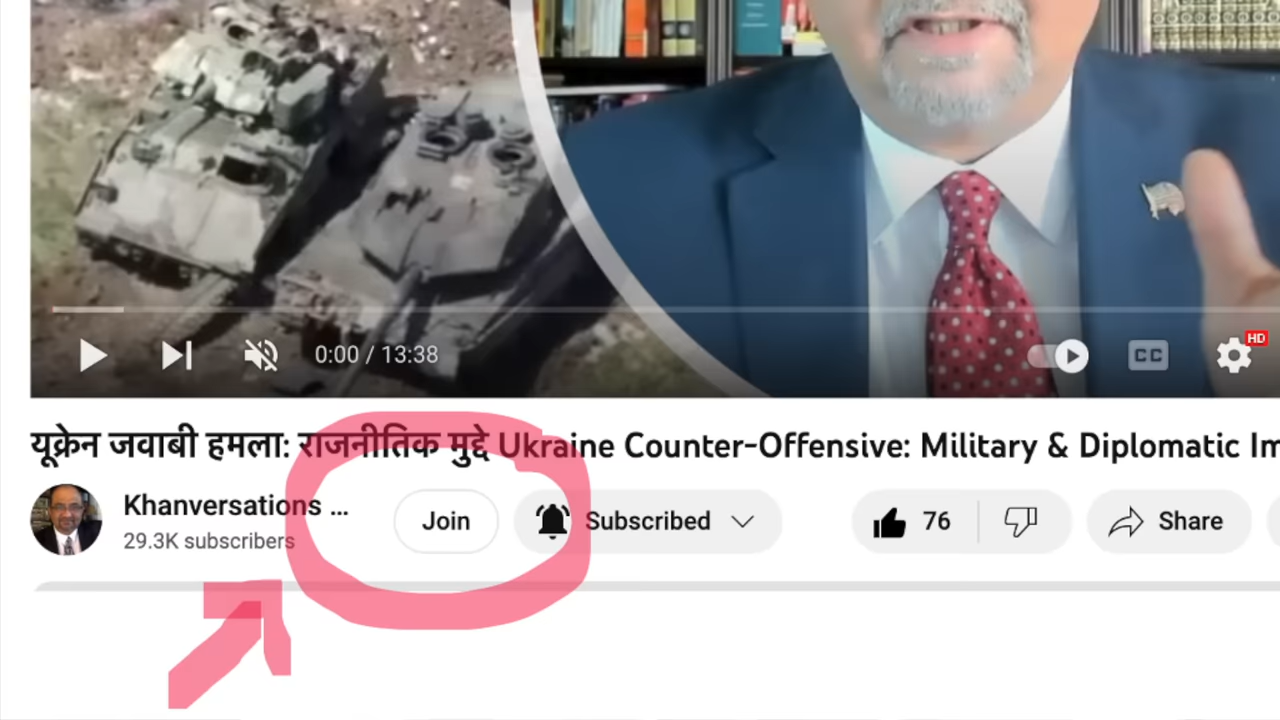 0:00 / 13:38
CC
HD
यूक्रेन जवाबी हमला: राजनीतिक मुद्दे Ukraine Counter-Offensive: Military & Diplomatic Im
Khanversations ...
29.3K subscribers
Join
Subscribed
76
Share